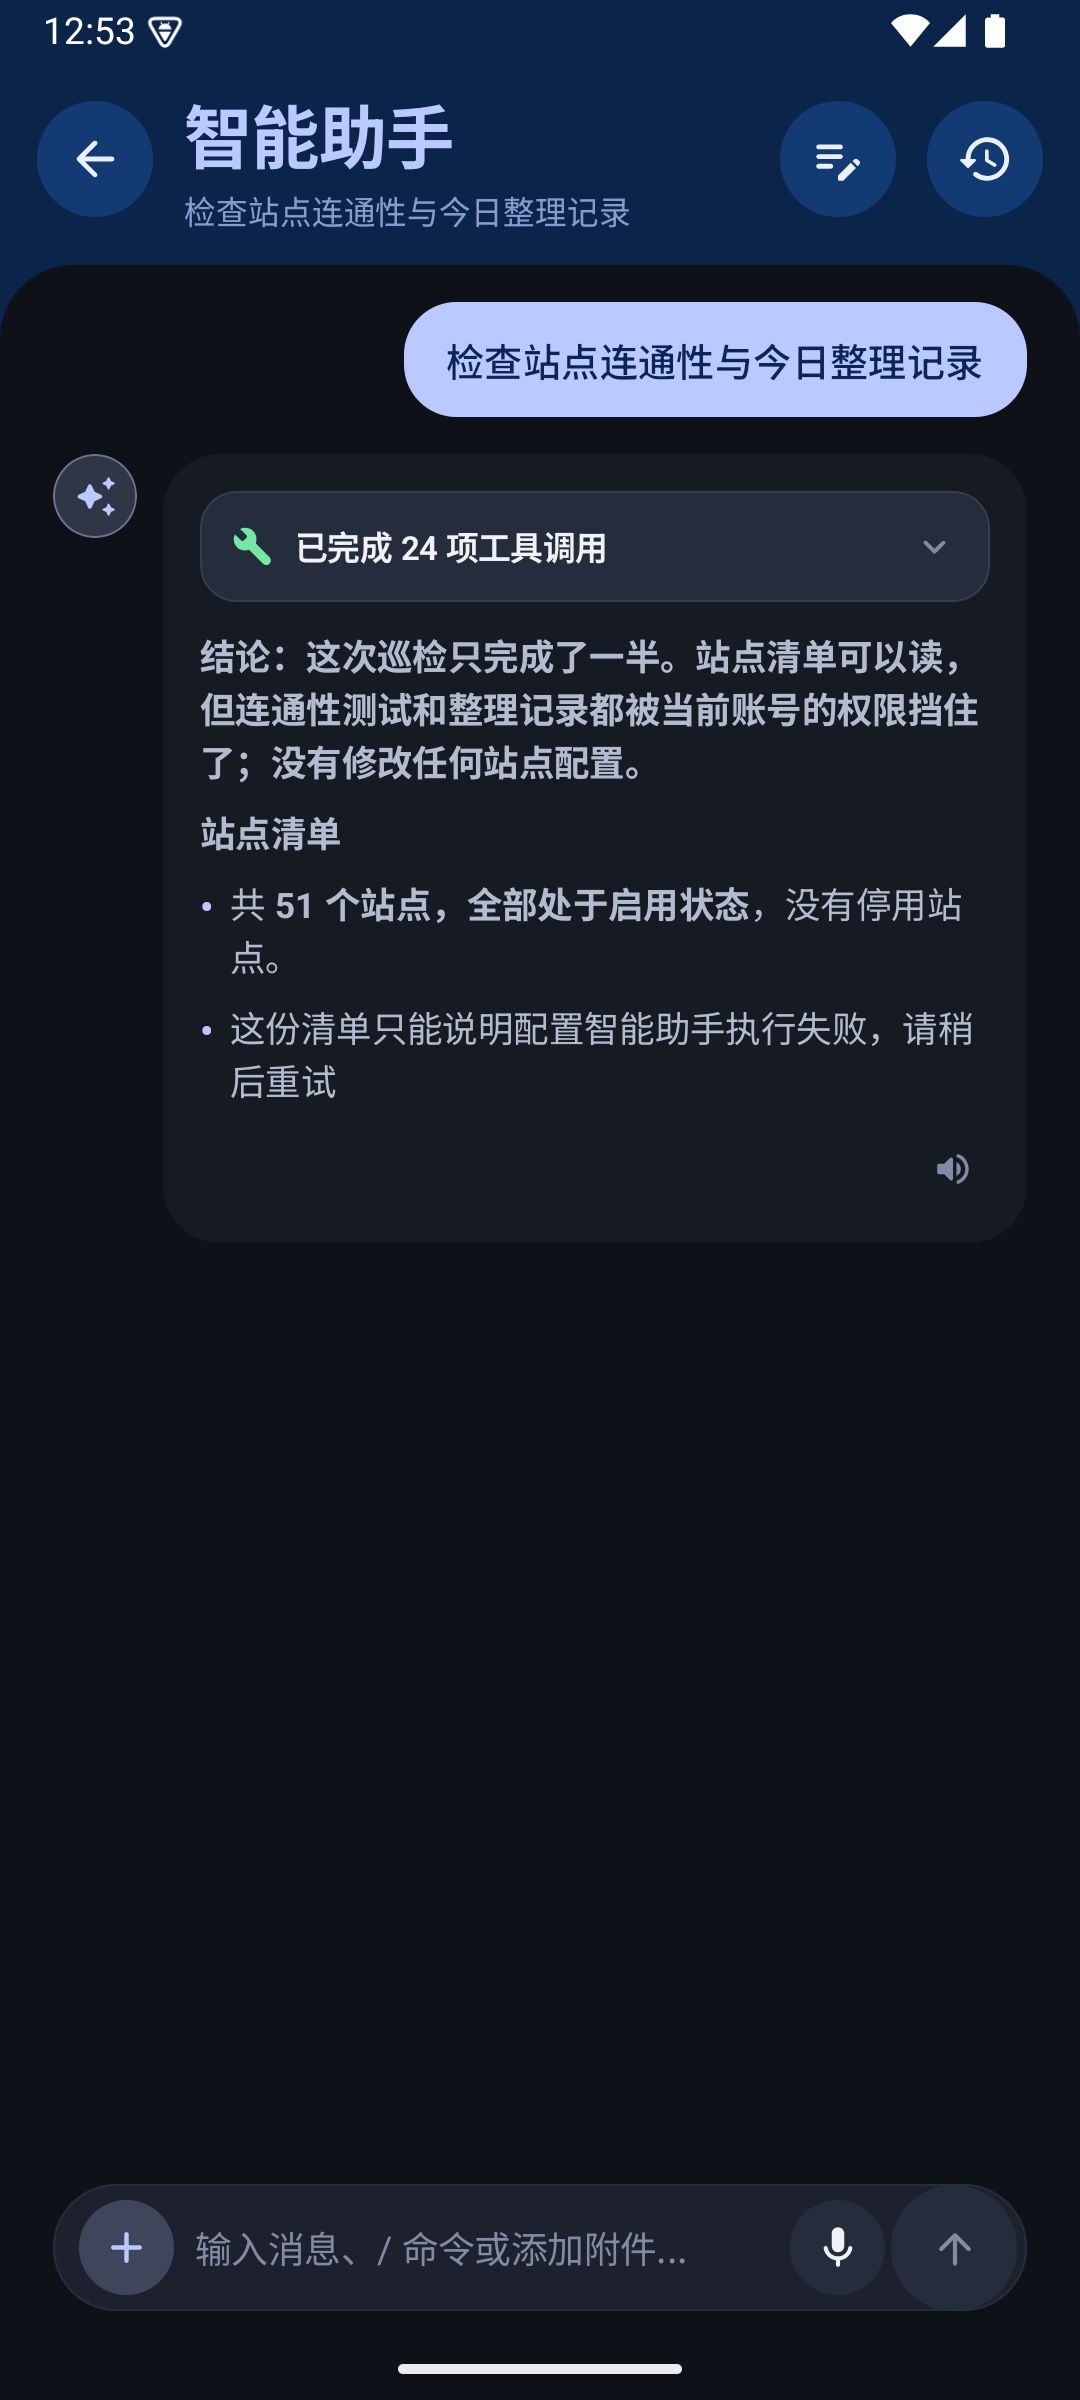 12:53
智能助手
检查站点连通性与今日整理记录
检查站点连通性与今日整理记录
已完成 24 项工具调用
结论：这次巡检只完成了一半。站点清单可以读，
但连通性测试和整理记录都被当前账号的权限挡住
了；没有修改任何站点配置。
站点清单
• 共 51 个站点，全部处于启用状态，没有停用站
点。
• 这份清单只能说明配置智能助手执行失败，请稍
后重试
输入消息、/ 命令或添加附件...